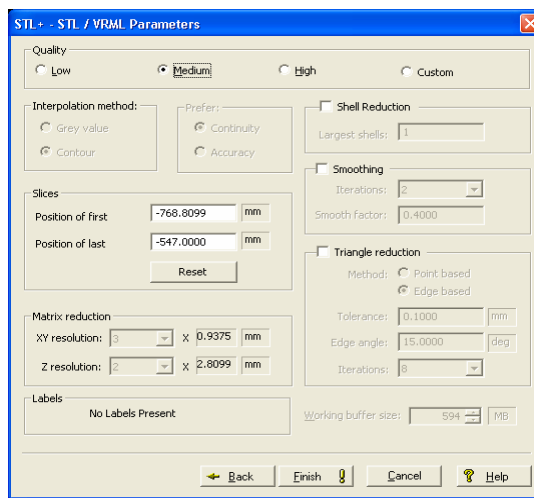 STL+ - STL / VRML Parameters
Quality
Low Medium High Custom
Interpolation method:
Grey value
Contour
Prefer:
Continuity
Accuracy
Shell Reduction
Largest shells: 1
Smoothing
Iterations: 2
Smooth factor: 0.4000
Slices
Position of first -768.8099 mm
Position of last -547.0000 mm
Reset
Triangle reduction
Method: Point based
Edge based
Tolerance: 0.1000 mm
Edge angle: 15.0000 deg
Iterations: 8
Matrix reduction
XY resolution: 3 X 0.9375 mm
Z resolution: 2 X 2.8099 mm
Labels
No Labels Present
Working buffer size: 594 MB
Back Finish Cancel Help